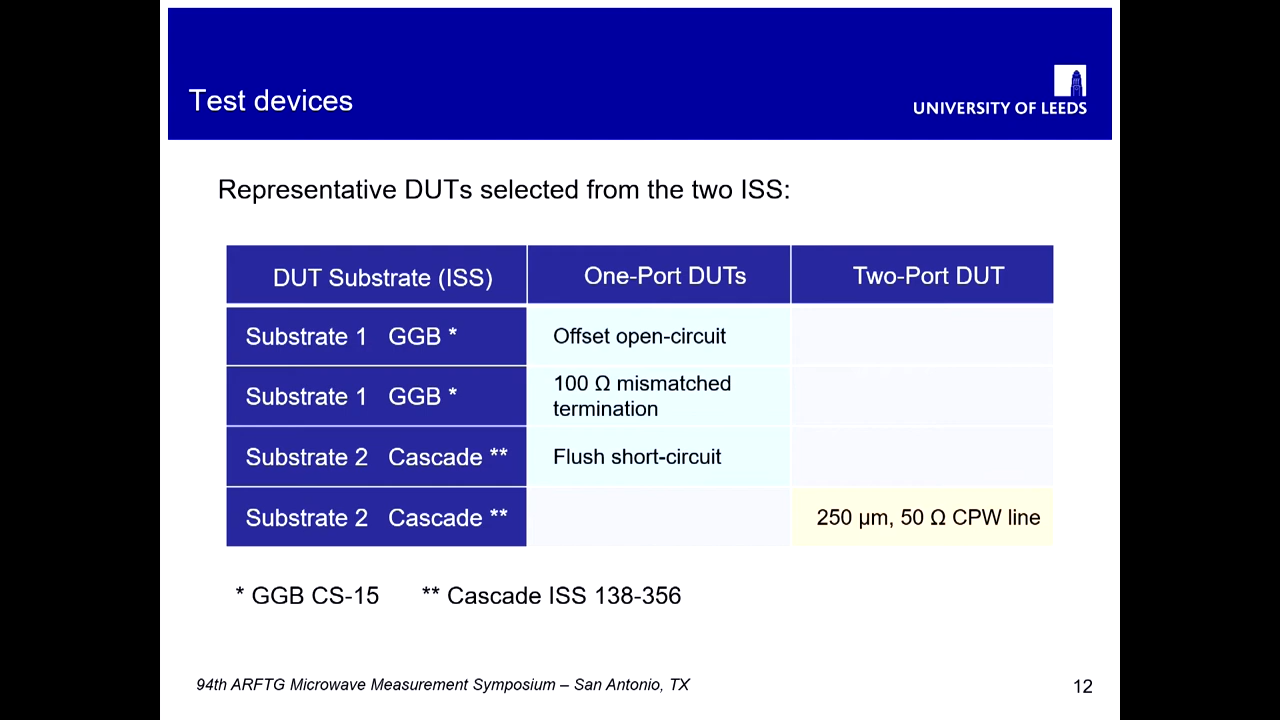 Test devices
UNIVERSITY OF LEEDS
Representative DUTs selected from the two ISS:
DUT Substrate (ISS) One-Port DUTs Two-Port DUT
Substrate 1 GGB * Offset open-circuit
Substrate 1 GGB * 100 Ω mismatched
termination
Substrate 2 Cascade ** Flush short-circuit
Substrate 2 Cascade ** 250 µm, 50 Ω CPW line
* GGB CS-15 ** Cascade ISS 138-356
94th ARFTG Microwave Measurement Symposium – San Antonio, TX
12